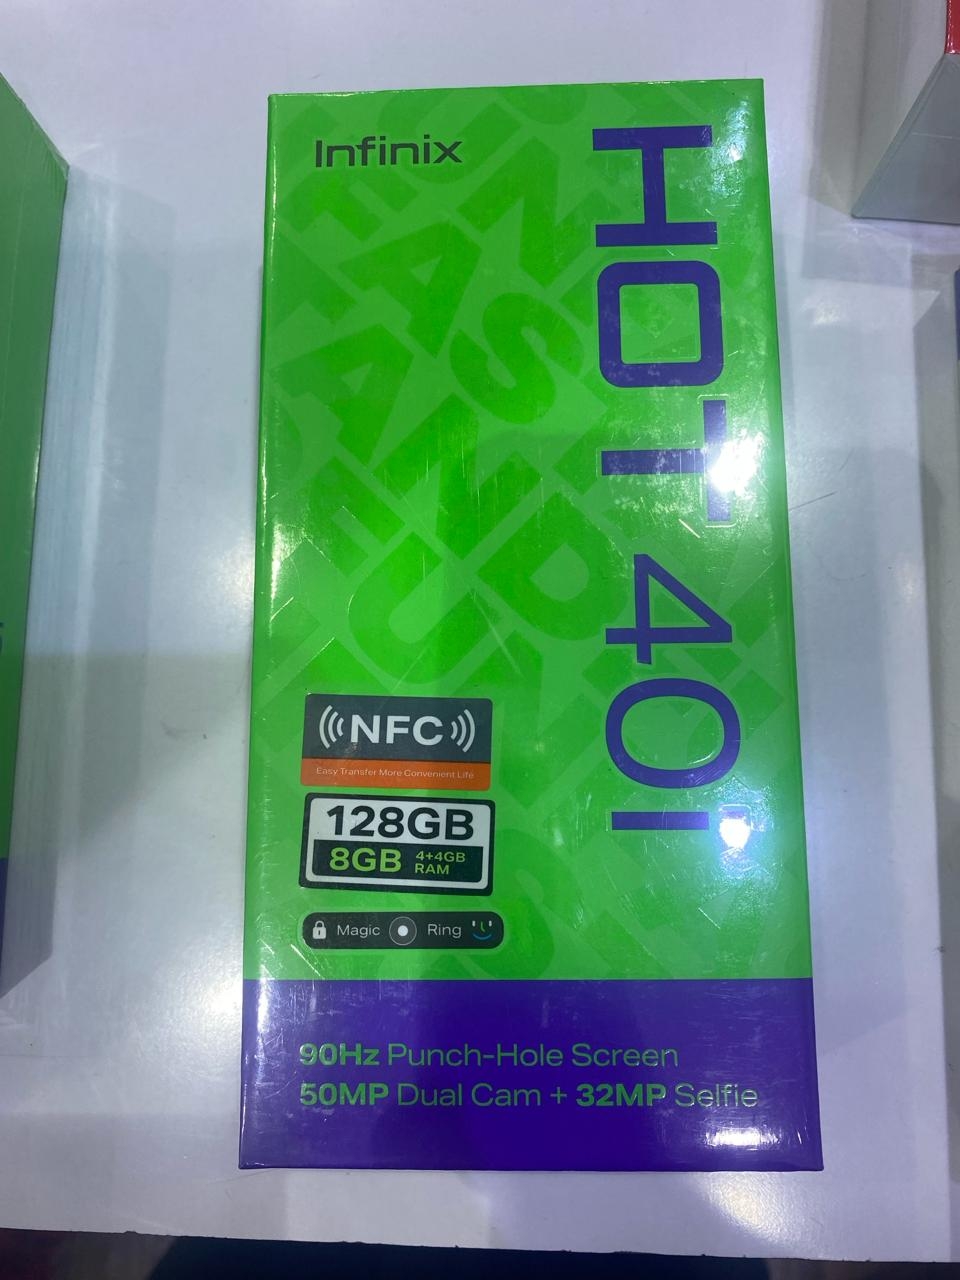 Infinix
HOT 40i
NFC
Easy Transfer More Convenient Life
128GB
8GB 4+4GB RAM
Magic Ring
90Hz Punch-Hole Screen
50MP Dual Cam + 32MP Selfie